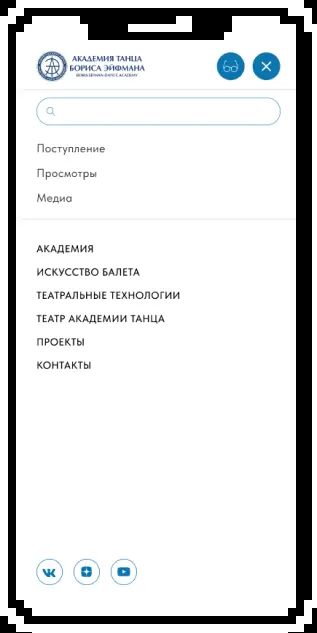 АКАДЕМИЯ ТАНЦА
БОРИСА ЭЙФМАНА
BORIS EIFMAN DANCE ACADEMY
Поступление
Просмотры
Медиа
АКАДЕМИЯ
ИСКУССТВО БАЛЕТА
ТЕАТРАЛЬНЫЕ ТЕХНОЛОГИИ
ТЕАТР АКАДЕМИИ ТАНЦА
ПРОЕКТЫ
КОНТАКТЫ